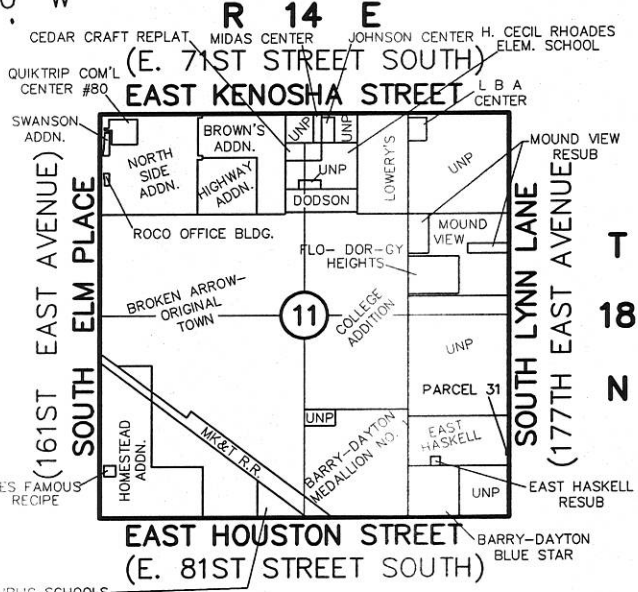 R 14 E
CEDAR CRAFT REPLAT
MIDAS CENTER
JOHNSON CENTER
H. CECIL RHOADES
ELEM. SCHOOL
(E. 71ST STREET SOUTH)
QUIKTRIP COM'L
CENTER #80
EAST KENOSHA STREET
L B A
CENTER
SWANSON
ADDN.
UNP
UNP
BROWN'S
ADDN.
MOUND VIEW
RESUB
NORTH
SIDE
ADDN.
HIGHWAY
ADDN.
UNP
LOWERY'S
UNP
DODSON
ROCO OFFICE BLDG.
MOUND
VIEW
FLO- DOR-GY
HEIGHTS
(161ST EAST AVENUE)
SOUTH ELM PLACE
SOUTH LYNN LANE
(177TH EAST AVENUE)
T
18
N
BROKEN ARROW-
ORIGINAL
TOWN
11
COLLEGE
ADDITION
UNP
PARCEL 31
UNP
MK&T R.R.
BARRY-DAYTON
MEDALLION NO. 1
EAST
HASKELL
HOMESTEAD
ADDN.
ES FAMOUS
RECIPE
UNP
EAST HASKELL
RESUB
EAST HOUSTON STREET
BARRY-DAYTON
BLUE STAR
(E. 81ST STREET SOUTH)